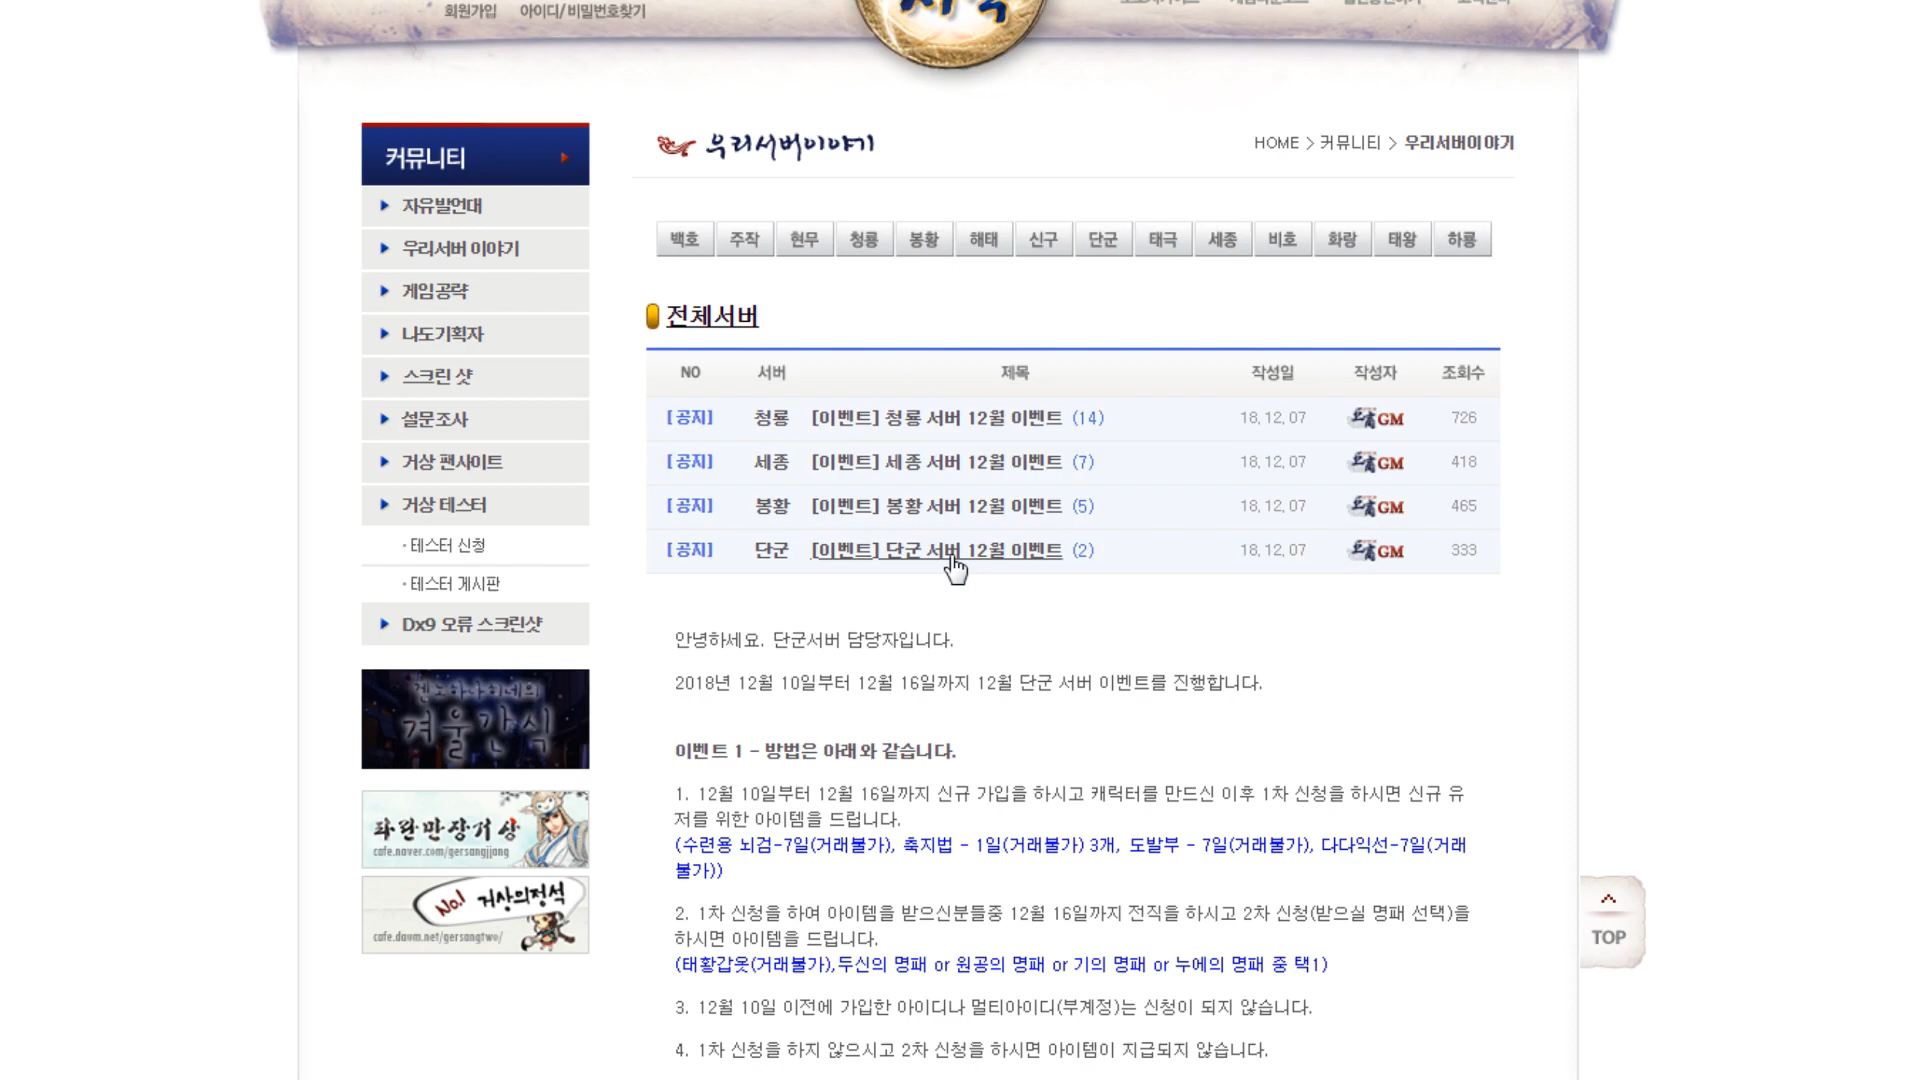 회원가입 아이디/비밀번호찾기
커뮤니티
우리서버이야기
HOME > 커뮤니티 > 우리서버이야기
자유발언대
우리서버 이야기
게임공략
나도기획자
스크린 샷
설문조사
거상 팬사이트
거상 테스터
· 테스터 신청
· 테스터 게시판
Dx9 오류 스크린샷
겨울간식
파란만장거상
cafe.naver.com/gersangjjang
No.1 거상의정석
cafe.daum.net/gersangtwo/
백호 주작 현무 청룡 봉황 해태 신구 단군 태극 세종 비호 화랑 태왕 하룡
전체서버
NO 서버 제목 작성일 작성자 조회수
[공지] 청룡 [이벤트] 청룡 서버 12월 이벤트 (14) 18, 12, 07 GM 726
[공지] 세종 [이벤트] 세종 서버 12월 이벤트 (7) 18, 12, 07 GM 418
[공지] 봉황 [이벤트] 봉황 서버 12월 이벤트 (5) 18, 12, 07 GM 465
[공지] 단군 [이벤트] 단군 서버 12월 이벤트 (2) 18, 12, 07 GM 333
안녕하세요. 단군서버 담당자입니다.
2018년 12월 10일부터 12월 16일까지 12월 단군 서버 이벤트를 진행합니다.
이벤트 1 - 방법은 아래와 같습니다.
1. 12월 10일부터 12월 16일까지 신규 가입을 하시고 캐릭터를 만드신 이후 1차 신청을 하시면 신규 유
저를 위한 아이템을 드립니다.
(수련용 뇌검-7일(거래불가), 축지법 - 1일(거래불가) 3개, 도발부 - 7일(거래불가), 다다익선-7일(거래
불가))
2. 1차 신청을 하여 아이템을 받으신분들중 12월 16일까지 전직을 하시고 2차 신청(받으실 명패 선택)을
하시면 아이템을 드립니다.
(태황갑옷(거래불가),두신의 명패 or 원공의 명패 or 기의 명패 or 누에의 명패 중 택1)
3. 12월 10일 이전에 가입한 아이디나 멀티아이디(부계정)는 신청이 되지 않습니다.
4. 1차 신청을 하지 않으시고 2차 신청을 하시면 아이템이 지급되지 않습니다.
TOP